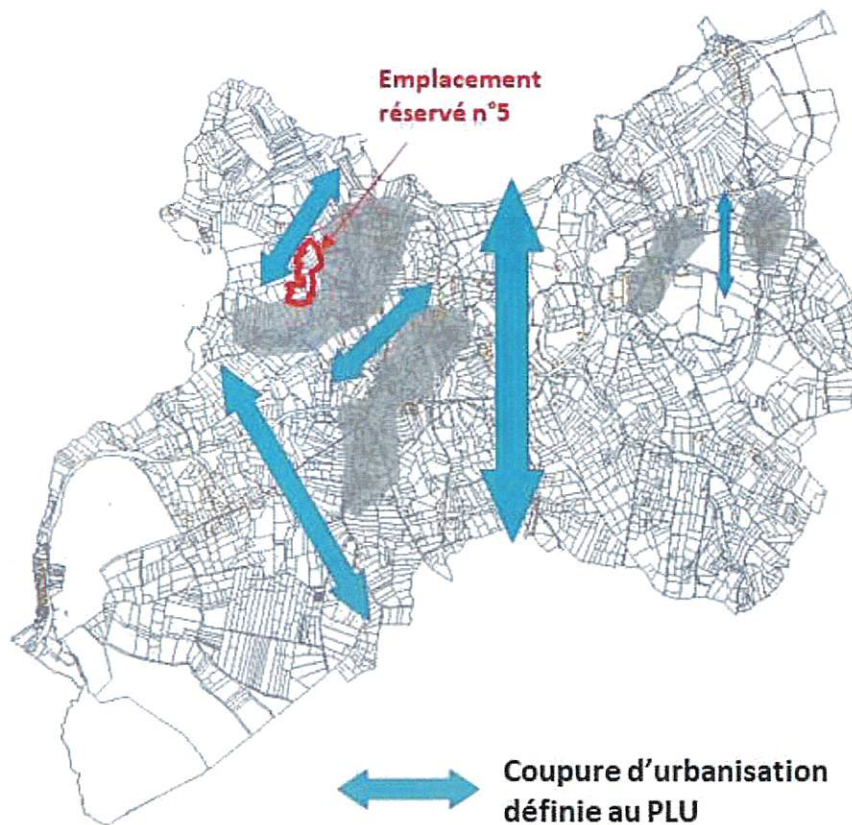 Emplacement
réservé n°5
Coupure d'urbanisation
définie au PLU